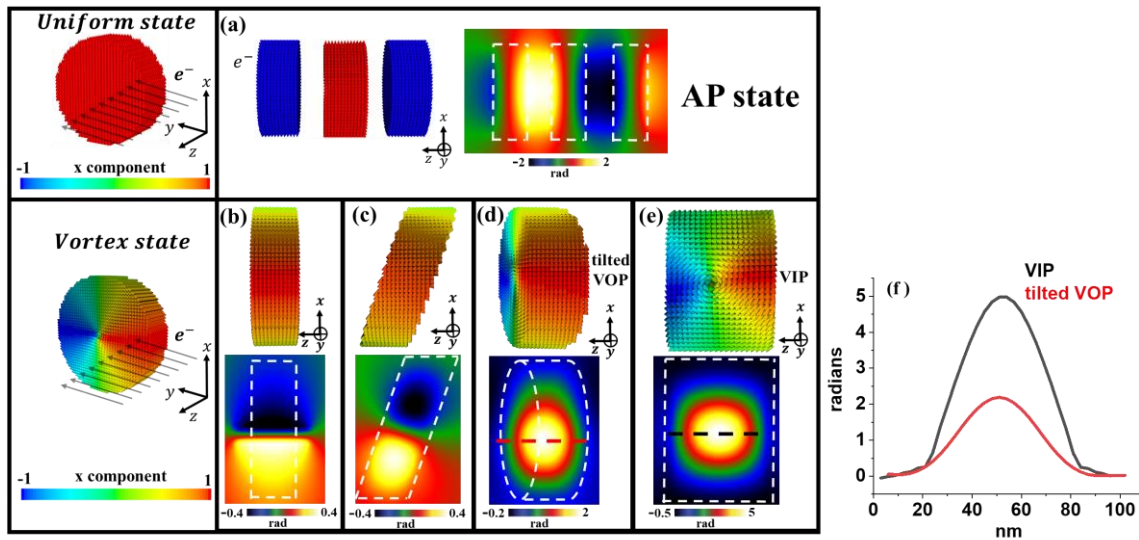 Uniform state
e⁻
x
y
z
-1 x component 1
(a)
e⁻
x
z y
−2 2
rad
AP state
Vortex state
e⁻
x
y
z
-1 x component 1
(b)
x
z y
−0.4 0.4
rad
(c)
x
z y
−0.4 0.4
rad
(d)
tilted
VOP
x
z y
−0.2 2
rad
(e)
VIP
x
z y
−0.5 5
rad
(f)
VIP
tilted VOP
radians
5
4
3
2
1
0
0 20 40 60 80 100
nm